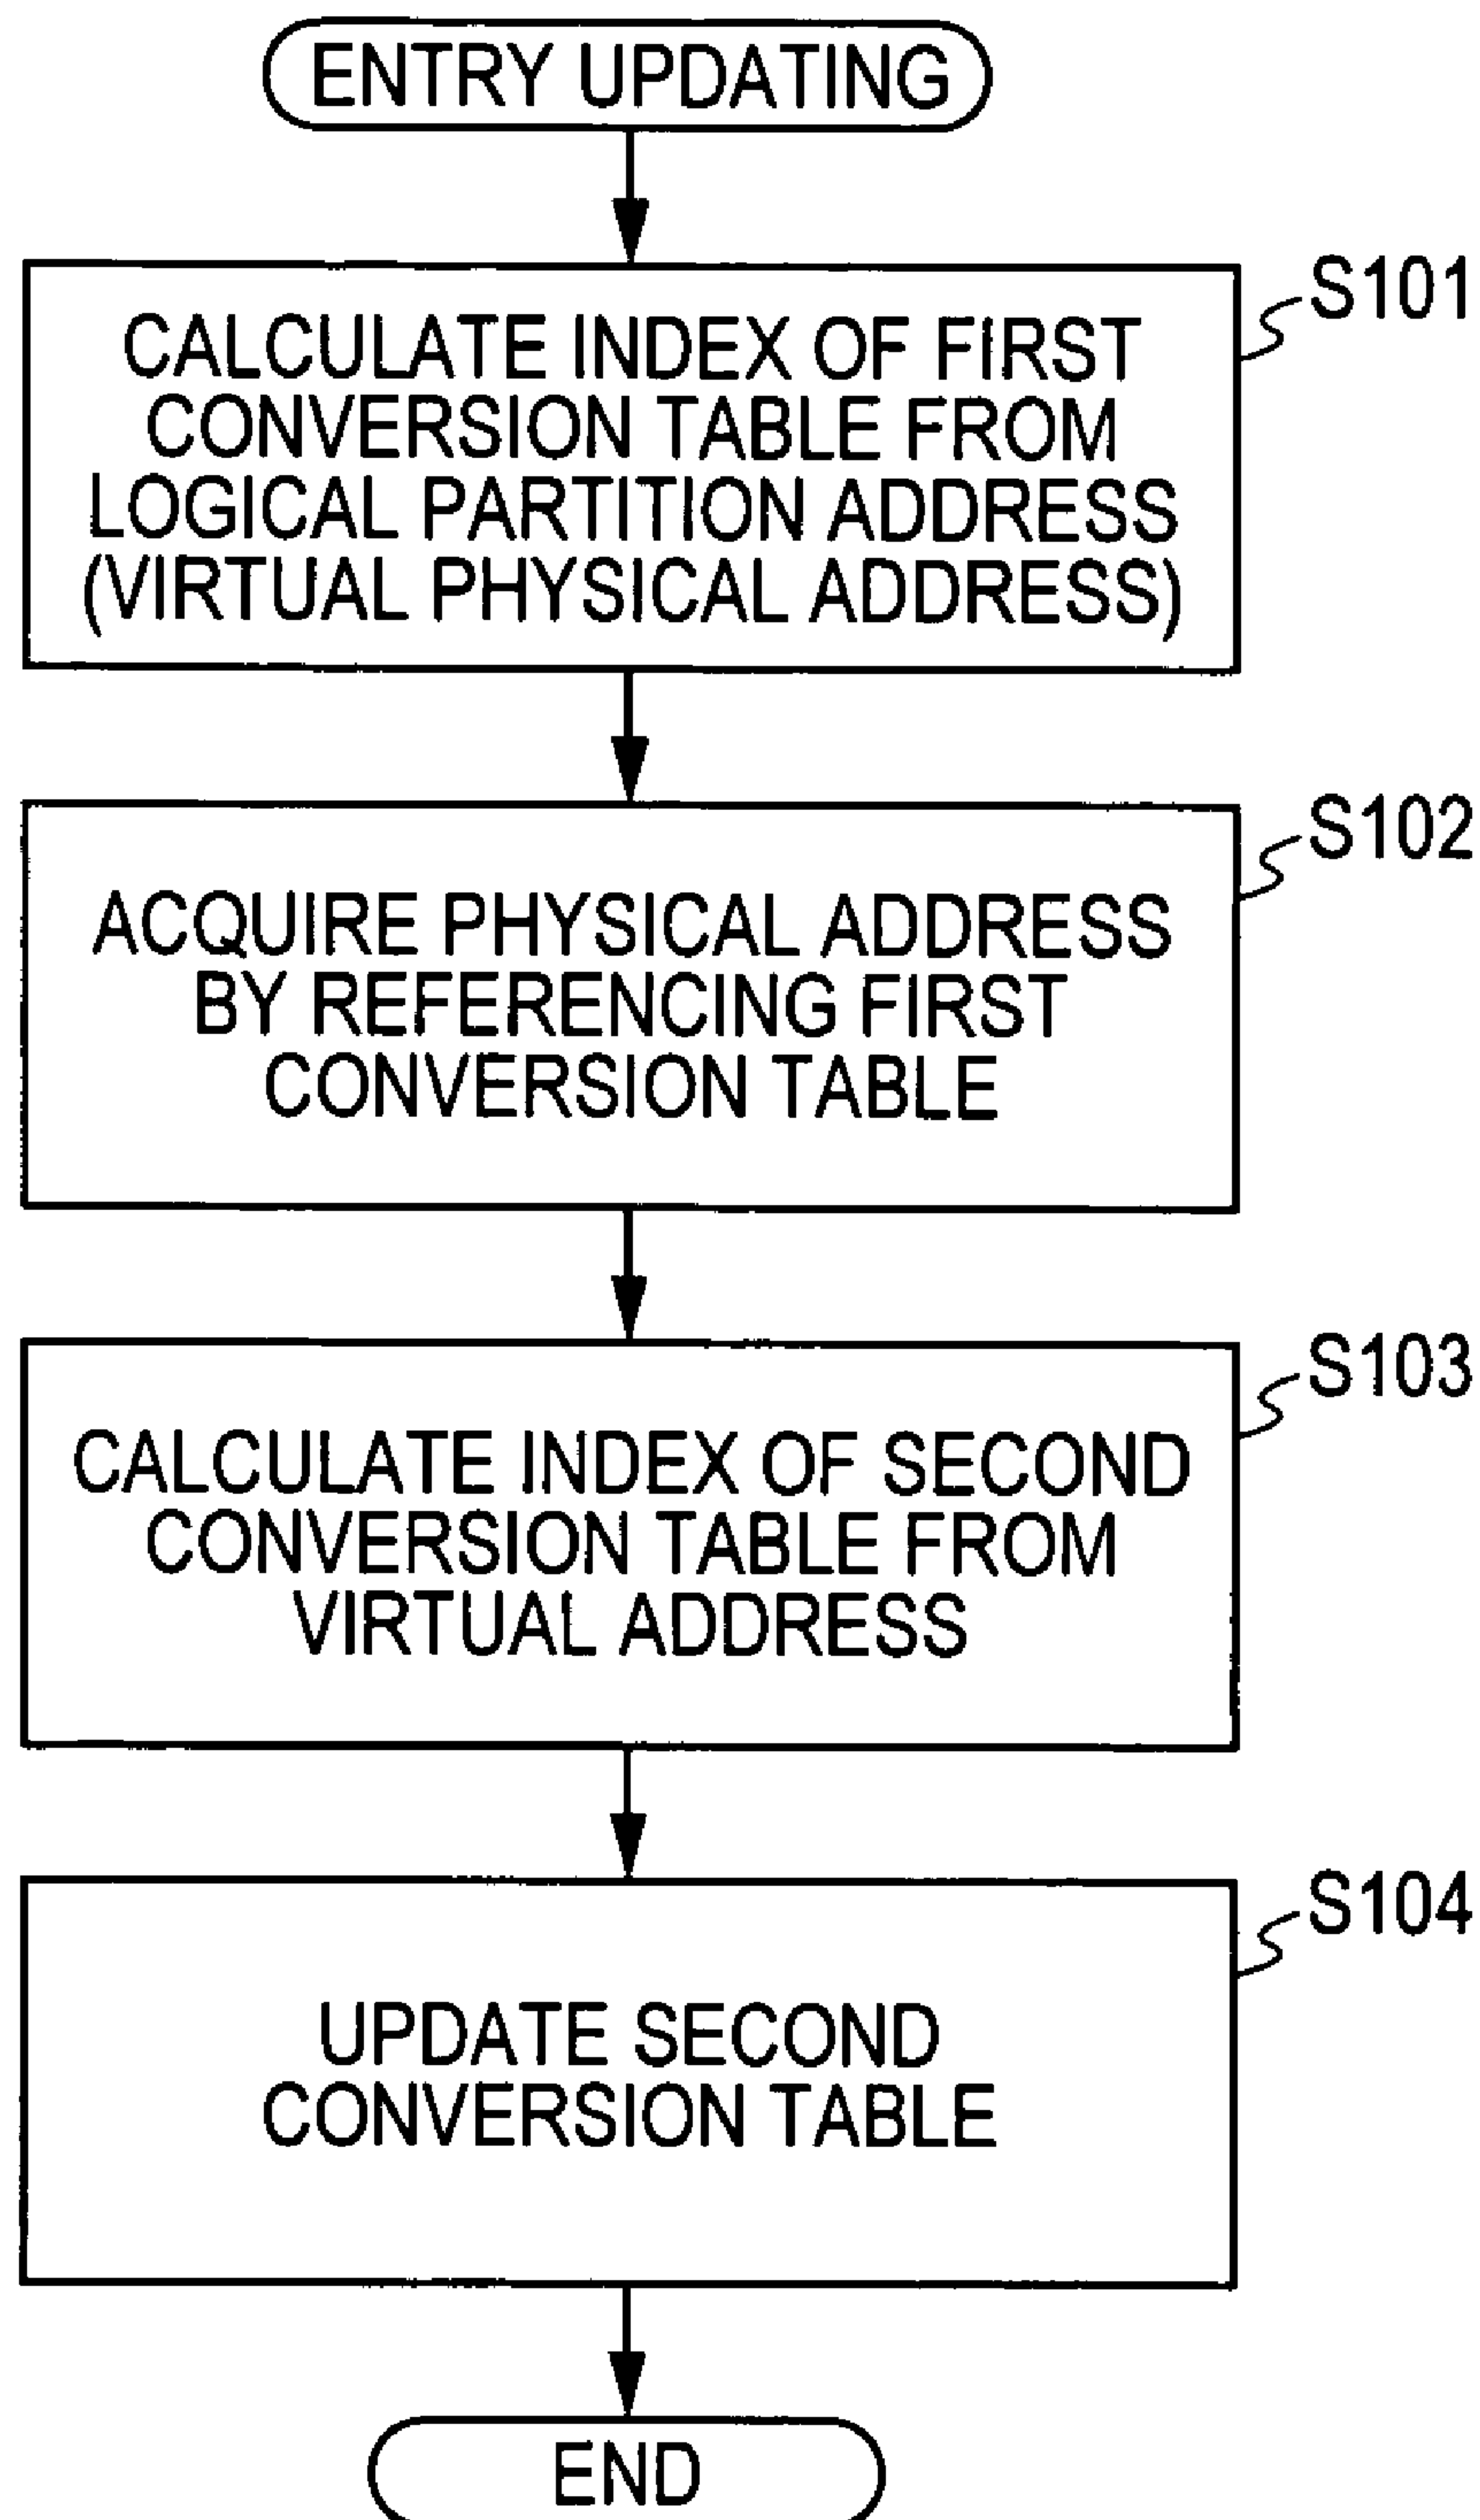 ENTRY UPDATING
S101
CALCULATE INDEX OF FIRST
CONVERSION TABLE FROM
LOGICAL PARTITION ADDRESS
(VIRTUAL PHYSICAL ADDRESS)
S102
ACQUIRE PHYSICAL ADDRESS
BY REFERENCING FIRST
CONVERSION TABLE
S103
CALCULATE INDEX OF SECOND
CONVERSION TABLE FROM
VIRTUAL ADDRESS
S104
UPDATE SECOND
CONVERSION TABLE
END